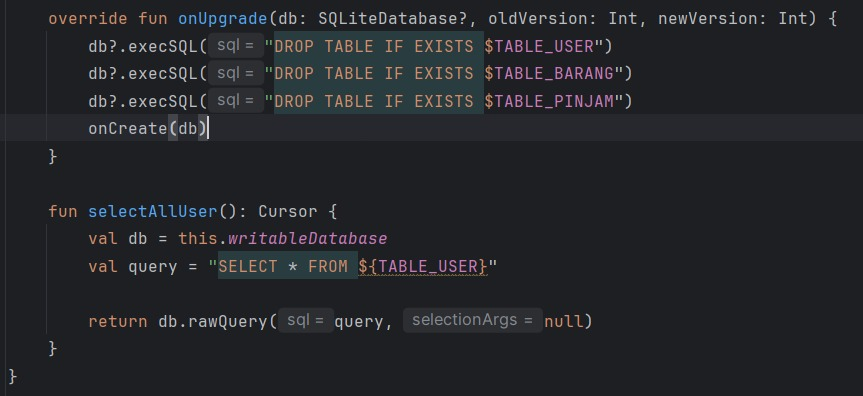 override fun onUpgrade(db: SQLiteDatabase?, oldVersion: Int, newVersion: Int) {
db?.execSQL( sql = "DROP TABLE IF EXISTS $TABLE_USER")
db?.execSQL( sql = "DROP TABLE IF EXISTS $TABLE_BARANG")
db?.execSQL( sql = "DROP TABLE IF EXISTS $TABLE_PINJAM")
onCreate(db)
}
fun selectAllUser(): Cursor {
val db = this.writableDatabase
val query = "SELECT * FROM ${TABLE_USER}"
return db.rawQuery( sql = query, selectionArgs = null)
}
}